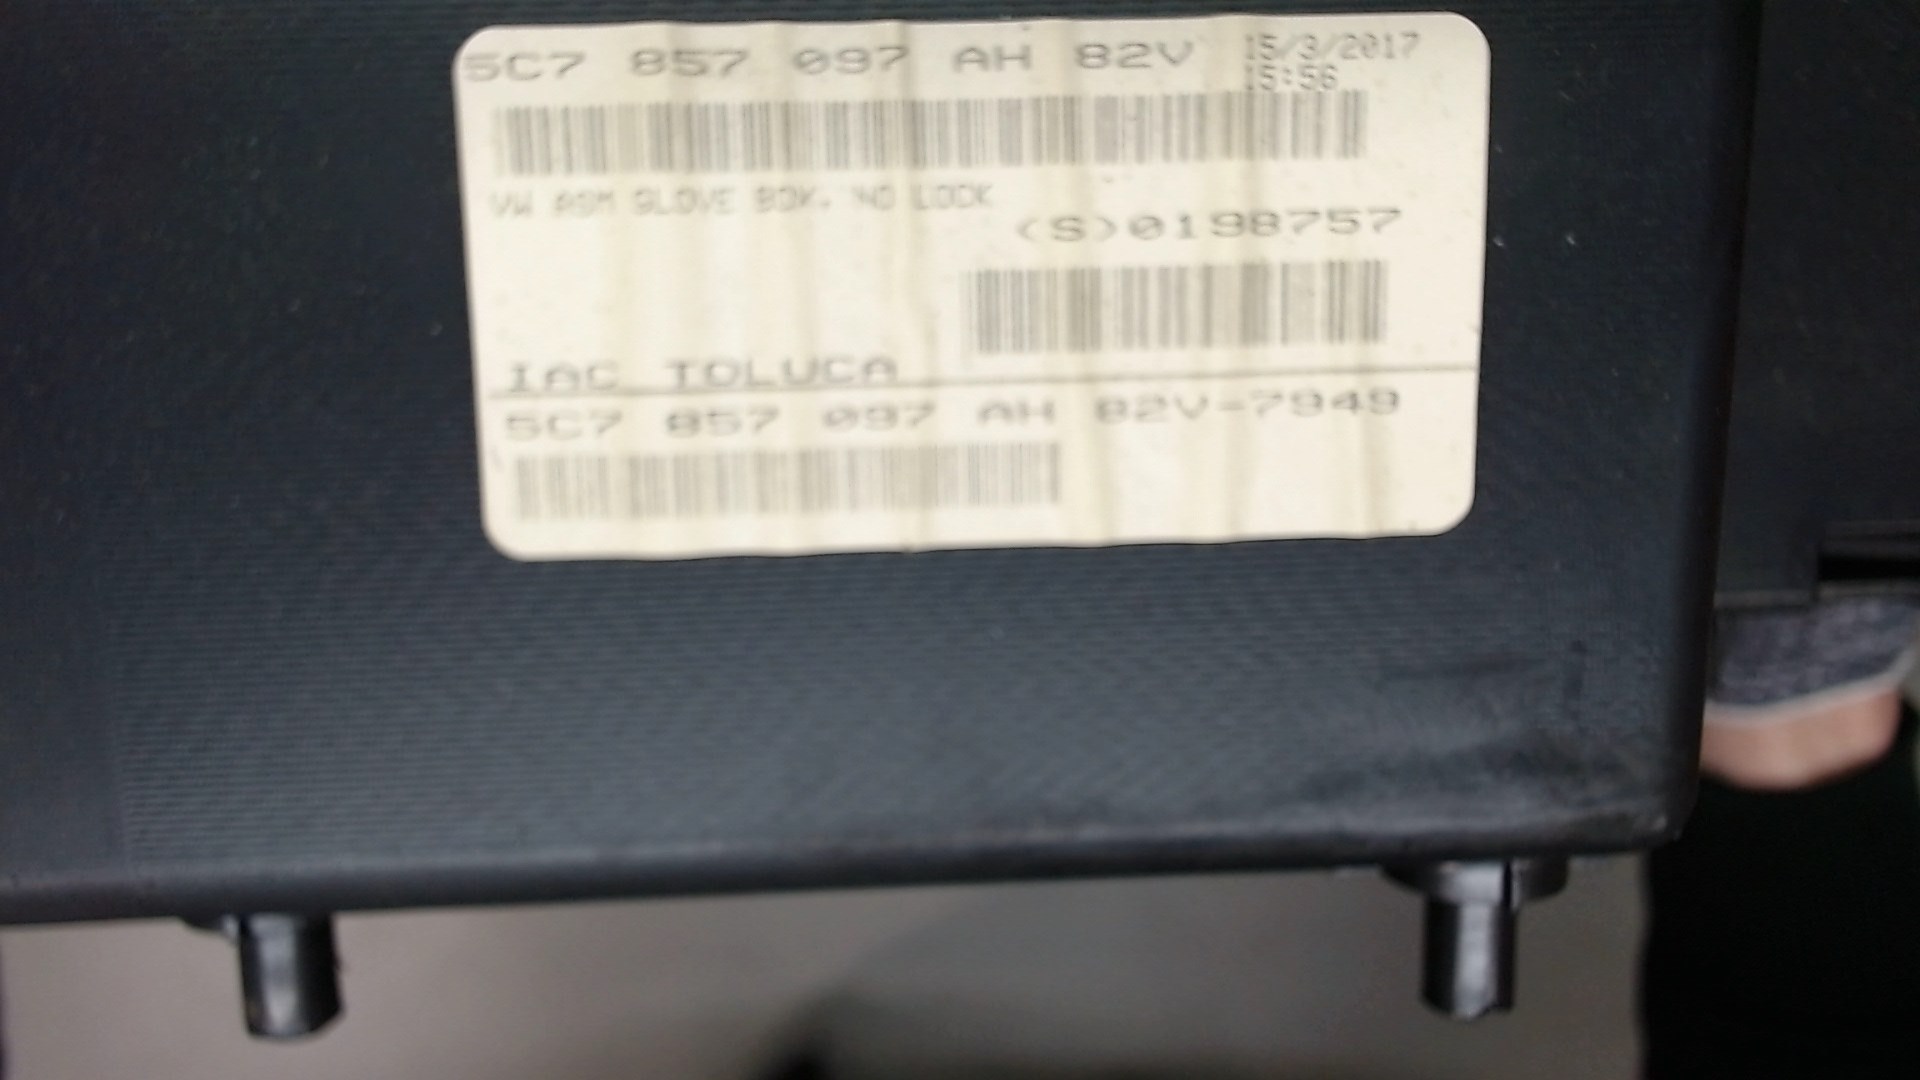 5C7 857 097 AH 82V 15/3/2017
15:56
VW ASM GLOVE BOX. NO LOCK
(S)0198757
IAC TOLUCA
5C7 857 097 AH 82V-7949